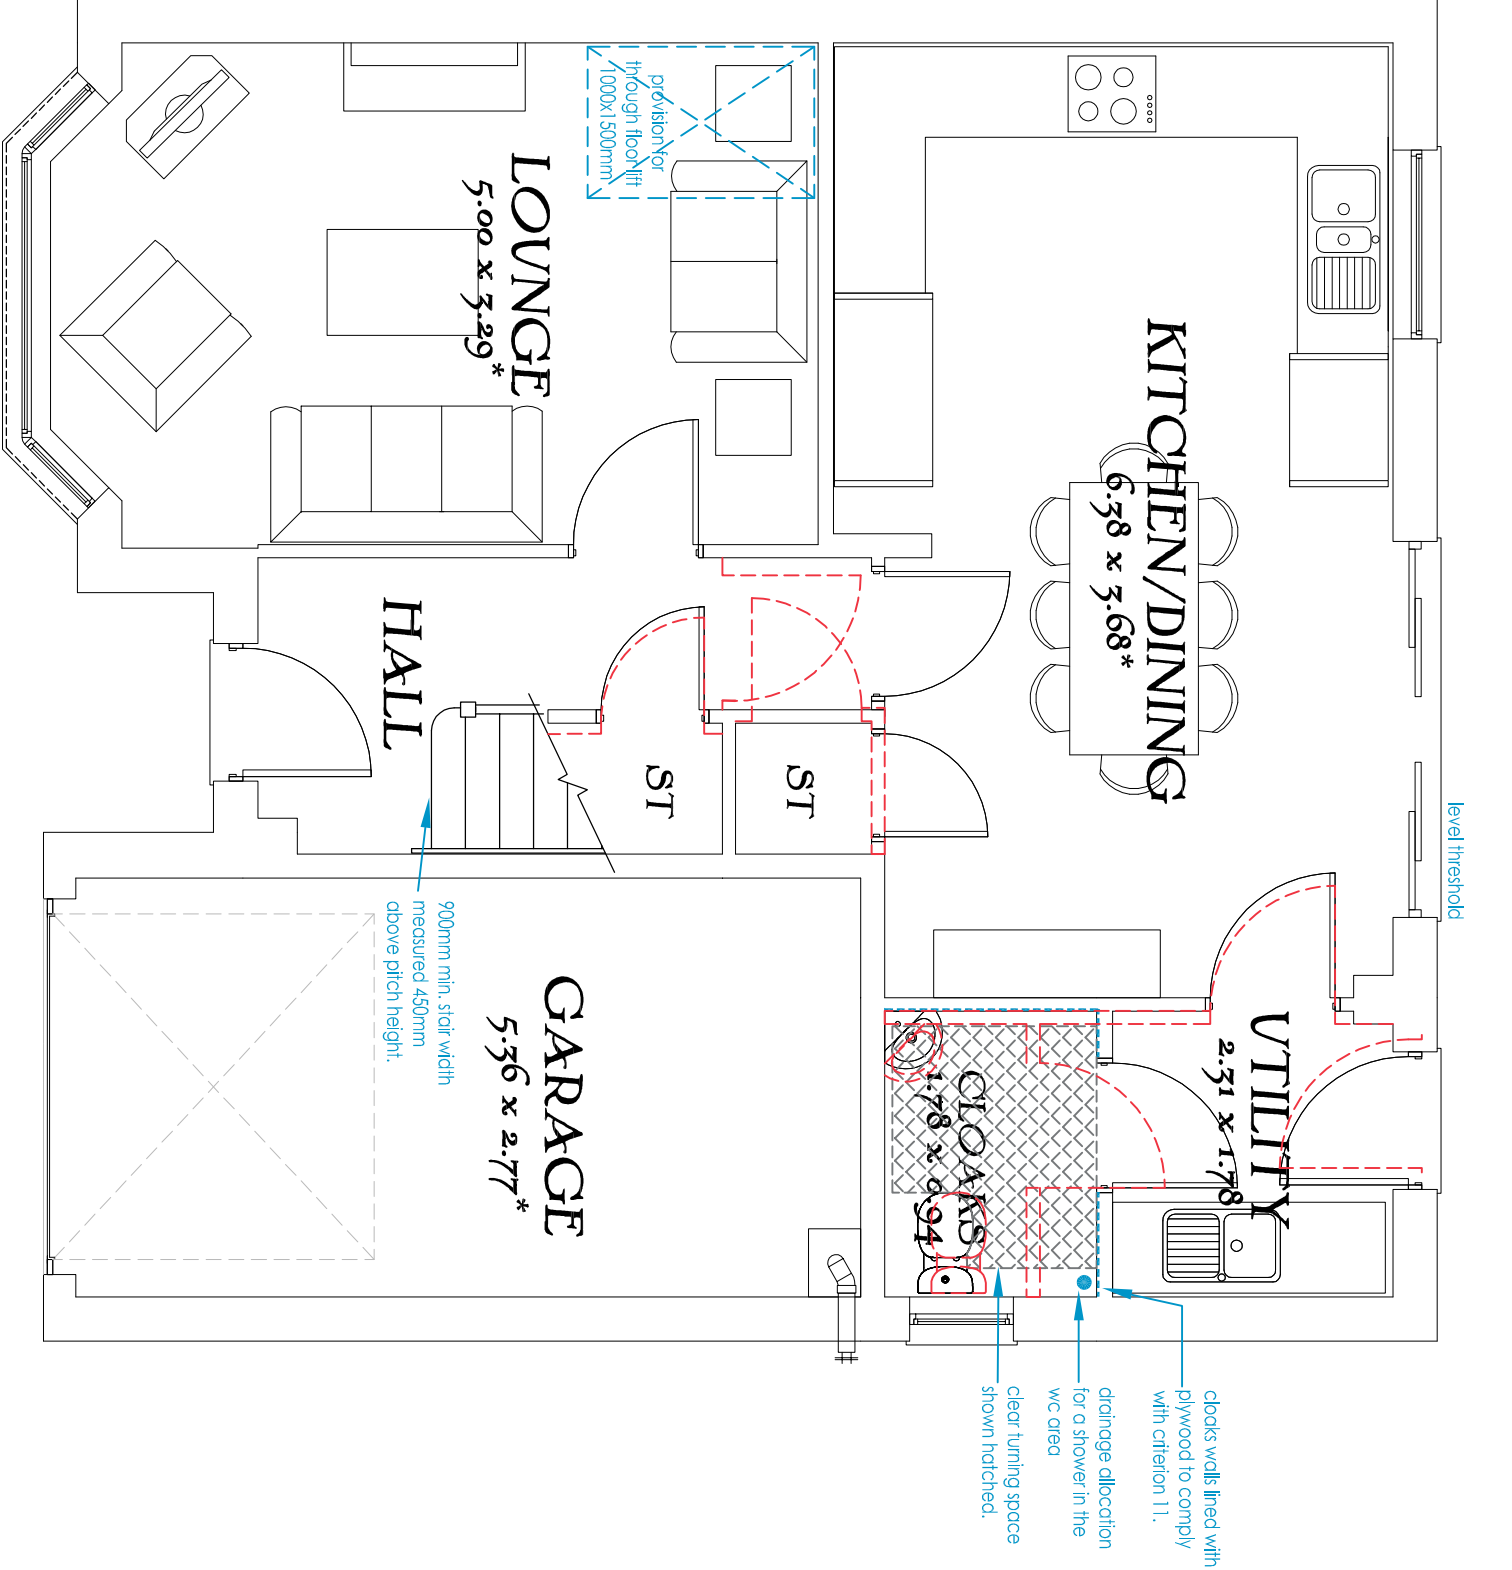 level threshold
KITCHEN/DINING
6.38 x 3.68*
provision for
through floor lift
1000x1500mm
LOUNGE
5.00 x 3.29*
HALL
ST
ST
UTILITY
2.31 x 1.78
CLOAKS
1.78 x 0.94
GARAGE
5.36 x 2.77*
900mm min. stair width
measured 450mm
above pitch height.
cloaks walls lined with
plywood to comply
with criterion 11.
drainage allocation
for a shower in the
wc area
clear turning space
shown hatched.